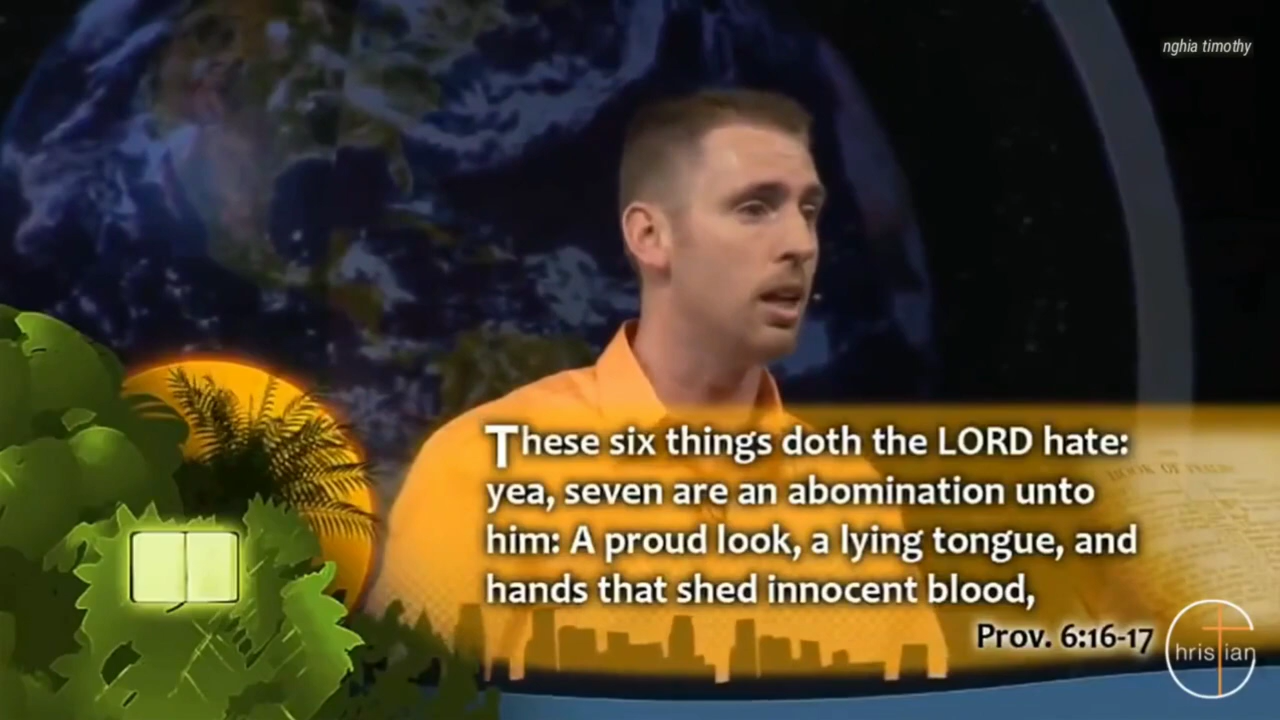 nghia timothy
These six things doth the LORD hate:
yea, seven are an abomination unto
him: A proud look, a lying tongue, and
hands that shed innocent blood,
Prov. 6:16-17
hristian